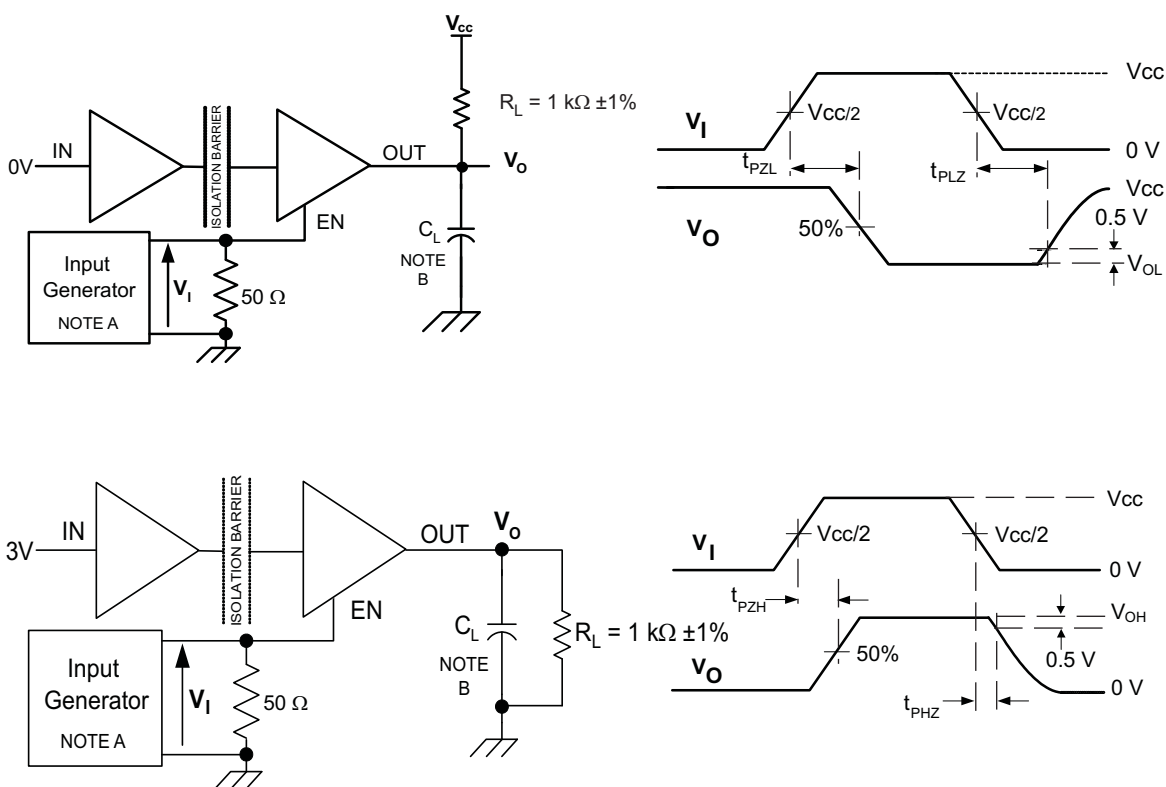 Vcc
RL = 1 kΩ ±1%
ISOLATION BARRIER
0V
IN
OUT
VO
EN
CL
NOTE
B
Input
Generator
NOTE A
VI
50 Ω
VI
Vcc/2
Vcc/2
Vcc
0 V
tPZL
tPLZ
VO
50%
Vcc
0.5 V
VOL
ISOLATION BARRIER
3V
IN
OUT
VO
EN
CL
NOTE
B
RL = 1 kΩ ±1%
Input
Generator
NOTE A
VI
50 Ω
VI
Vcc/2
Vcc/2
Vcc
0 V
tPZH
VOH
VO
50%
0.5 V
0 V
tPHZ